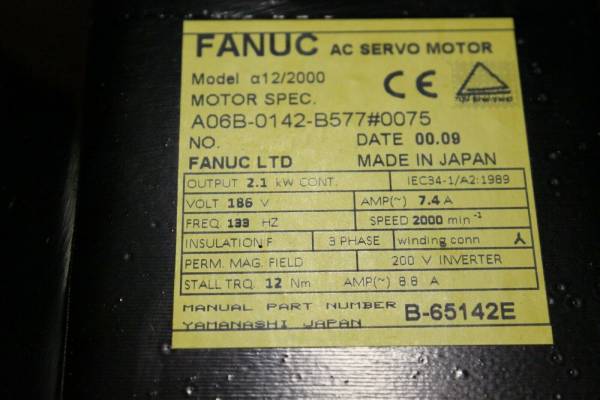 FANUC AC SERVO MOTOR
Model α12/2000
MOTOR SPEC.
A06B-0142-B577#0075
NO. DATE 00.09
FANUC LTD MADE IN JAPAN
OUTPUT 2.1 kW CONT. IEC34-1/A2:1989
VOLT 186 V AMP(~) 7.4 A
FREQ. 133 HZ SPEED 2000 min⁻¹
INSULATION F 3 PHASE winding conn
PERM. MAG. FIELD 200 V INVERTER
STALL TRQ. 12 Nm AMP(~) 8.8 A
MANUAL PART NUMBER B-65142E
YAMANASHI JAPAN
CE